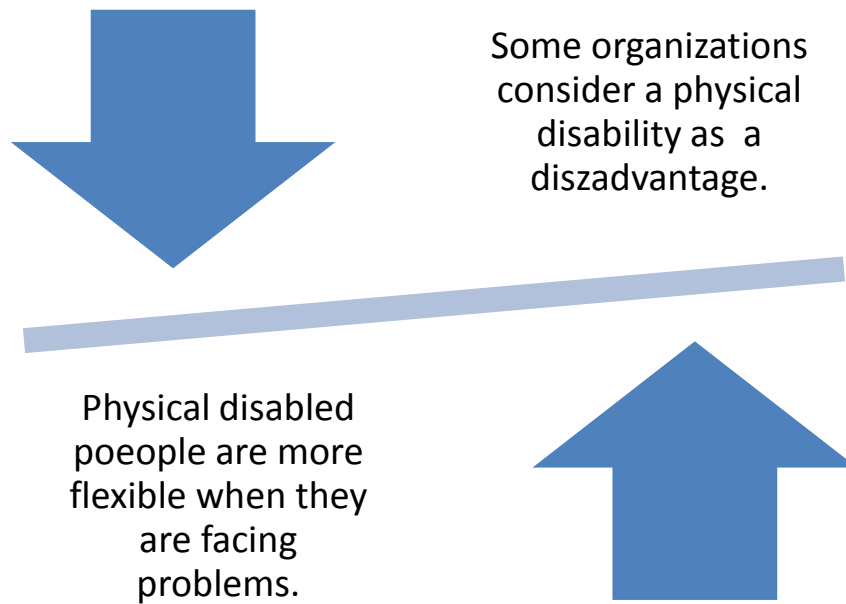 Some organizations
consider a physical
disability as  a
diszadvantage.
Physical disabled
poeople are more
flexible when they
are facing
problems.